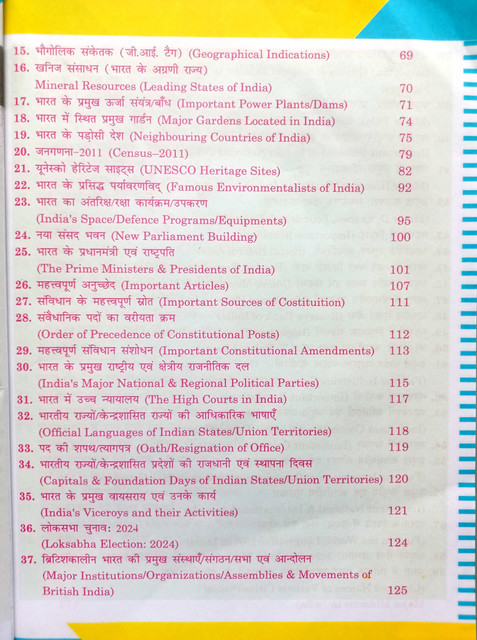 15. भौगोलिक संकेतक (जी.आई. टैग) (Geographical Indications) 69
16. खनिज संसाधन (भारत के अग्रणी राज्य)
Mineral Resources (Leading States of India) 70
17. भारत के प्रमुख ऊर्जा संयंत्र/बाँध (Important Power Plants/Dams) 71
18. भारत में स्थित प्रमुख गार्डन (Major Gardens Located in India) 74
19. भारत के पड़ोसी देश (Neighbouring Countries of India) 75
20. जनगणना-2011 (Census–2011) 79
21. यूनेस्को हेरिटेज साइट्स (UNESCO Heritage Sites) 82
22. भारत के प्रसिद्ध पर्यावरणविद् (Famous Environmentalists of India) 92
23. भारत का अंतरिक्ष/रक्षा कार्यक्रम/उपकरण
(India's Space/Defence Programs/Equipments) 95
24. नया संसद भवन (New Parliament Building) 100
25. भारत के प्रधानमंत्री एवं राष्ट्रपति
(The Prime Ministers & Presidents of India) 101
26. महत्त्वपूर्ण अनुच्छेद (Important Articles) 107
27. संविधान के महत्त्वपूर्ण स्रोत (Important Sources of Costituition) 111
28. संवैधानिक पदों का वरीयता क्रम
(Order of Precedence of Constitutional Posts) 112
29. महत्त्वपूर्ण संविधान संशोधन (Important Constitutional Amendments) 113
30. भारत के प्रमुख राष्ट्रीय एवं क्षेत्रीय राजनीतिक दल
(India's Major National & Regional Political Parties) 115
31. भारत में उच्च न्यायालय (The High Courts in India) 117
32. भारतीय राज्यों/केन्द्रशासित राज्यों की आधिकारिक भाषाएँ
(Official Languages of Indian States/Union Territories) 118
33. पद की शपथ/त्यागपत्र (Oath/Resignation of Office) 119
34. भारतीय राज्यों/केन्द्रशासित प्रदेशों की राजधानी एवं स्थापना दिवस
(Capitals & Foundation Days of Indian States/Union Territories) 120
35. भारत के प्रमुख वायसराय एवं उनके कार्य
(India's Viceroys and their Activities) 121
36. लोकसभा चुनाव: 2024
(Loksabha Election: 2024) 124
37. ब्रिटिशकालीन भारत की प्रमुख संस्थाएँ/संगठन/सभा एवं आन्दोलन
(Major Institutions/Organizations/Assemblies & Movements of
British India) 125